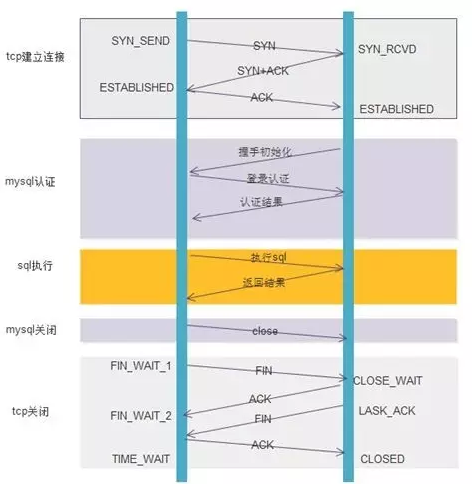 SYN_SEND
SYN
tcp建立连接
SYN_RCVD
SYN+ACK
ESTABLISHED
ACK
ESTABLISHED
握手初始化
mysql认证
登录认证
认证结果
执行sql
sql执行
返回结果
mysql关闭
close
FIN_WAIT_1
FIN
CLOSE_WAIT
ACK
tcp关闭
FIN_WAIT_2
FIN
LASK_ACK
ACK
TIME_WAIT
CLOSED